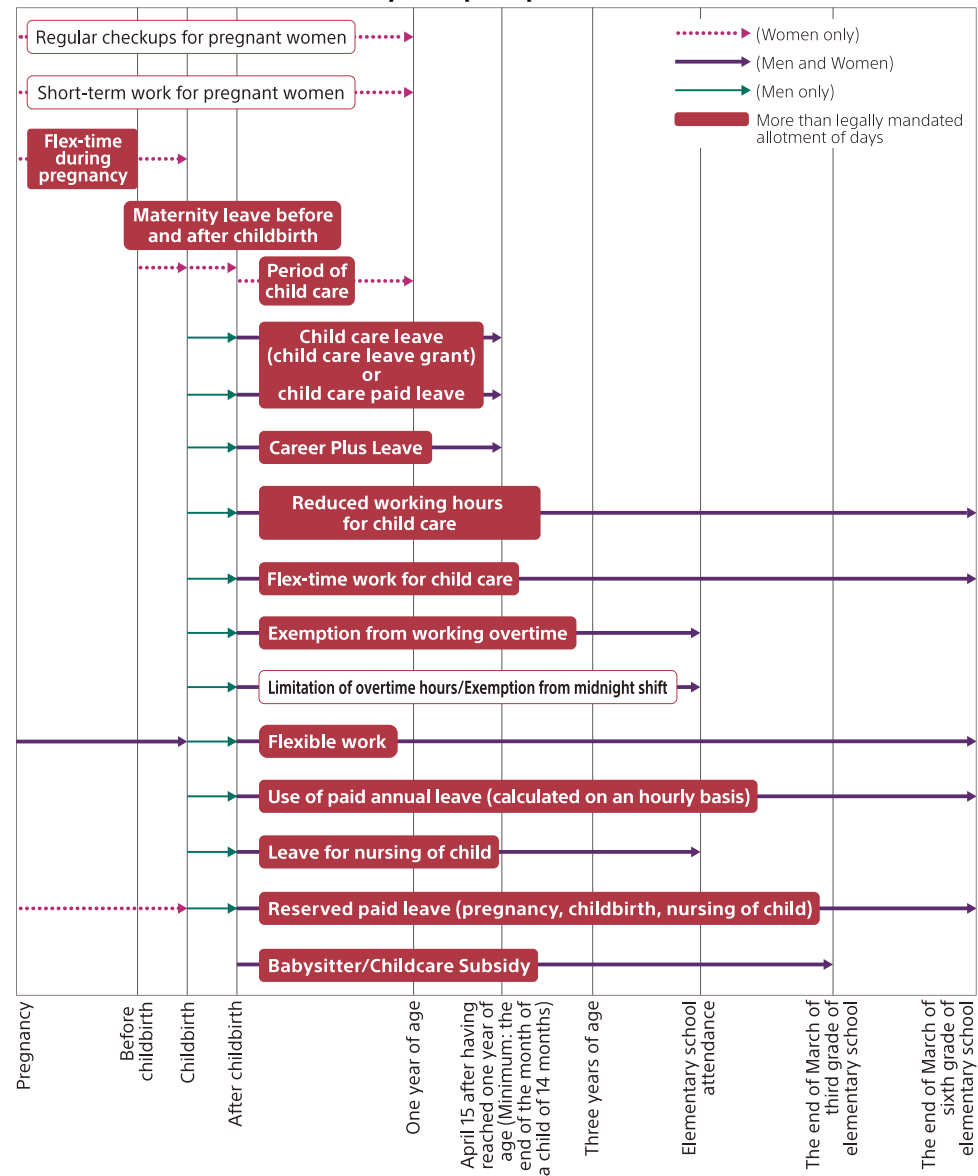 Regular checkups for pregnant women
Short-term work for pregnant women
Flex-time
during
pregnancy
Maternity leave before
and after childbirth
Period of
child care
Child care leave
(child care leave grant)
or
child care paid leave
Career Plus Leave
Reduced working hours
for child care
Flex-time work for child care
Exemption from working overtime
Limitation of overtime hours/Exemption from midnight shift
Flexible work
Use of paid annual leave (calculated on an hourly basis)
Leave for nursing of child
Reserved paid leave (pregnancy, childbirth, nursing of child)
Babysitter/Childcare Subsidy
(Women only)
(Men and Women)
(Men only)
More than legally mandated
allotment of days
Pregnancy
Before
childbirth
Childbirth
After childbirth
One year of age
April 15 after having
reached one year of
age (Minimum: the
end of the month of
a child of 14 months)
Three years of age
Elementary school
attendance
The end of March of
third grade of
elementary school
The end of March of
sixth grade of
elementary school